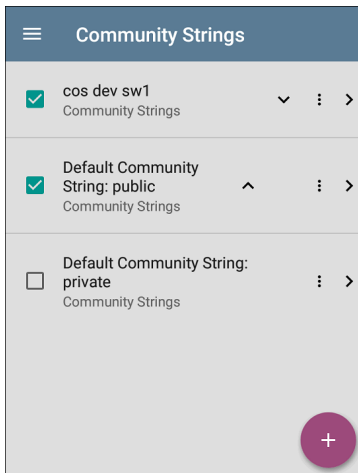 Community Strings
cos dev sw1
Community Strings
Default Community
String: public
Community Strings
Default Community String:
private
Community Strings